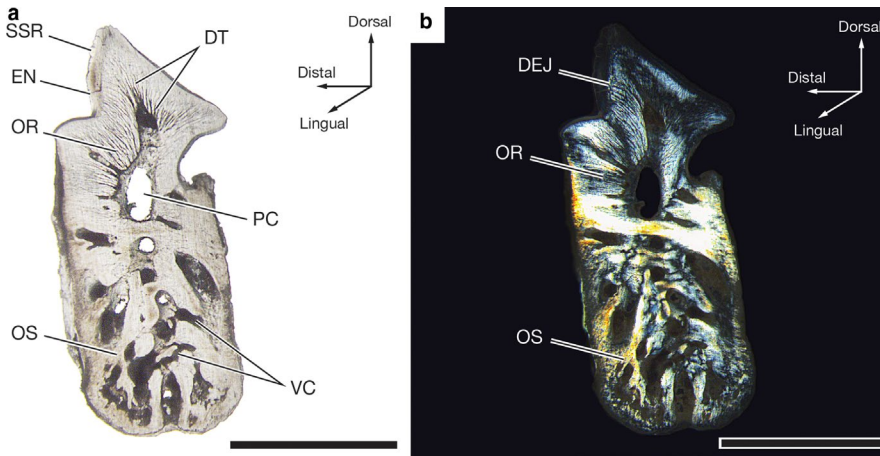 a
SSR
EN
OR
OS
DT
PC
VC
Dorsal
Distal
Lingual
b
DEJ
OR
OS
Dorsal
Distal
Lingual